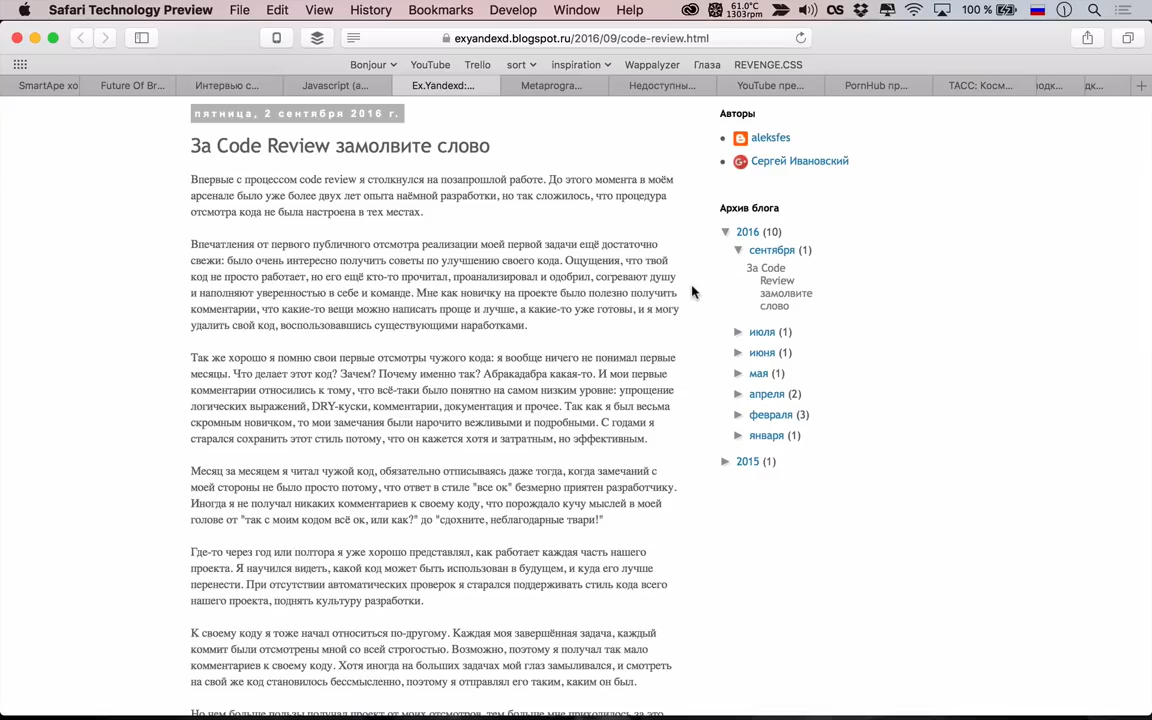 Safari Technology Preview File Edit View History Bookmarks Develop Window Help 61.0°C 1303rpm 100 %
exyandexd.blogspot.ru/2016/09/code-review.html
Bonjour YouTube Trello sort inspiration Wappalyzer Глаза REVENGE.CSS
SmartApe хо Future Of Br... Интервью с... Javascript (a... Ex.Yandexd:... Metaprogra... Недоступны... YouTube пре... PornHub пр... ТАСС: Косм... юдк... дк...
пятница, 2 сентября 2016 г.
За Code Review замолвите слово
Впервые с процессом code review я столкнулся на позапрошлой работе. До этого момента в моём
арсенале было уже более двух лет опыта наёмной разработки, но так сложилось, что процедура
отсмотра кода не была настроена в тех местах.
Впечатления от первого публичного отсмотра реализации моей первой задачи ещё достаточно
свежи: было очень интересно получить советы по улучшению своего кода. Ощущения, что твой
код не просто работает, но его ещё кто-то прочитал, проанализировал и одобрил, согревают душу
и наполняют уверенностью в себе и команде. Мне как новичку на проекте было полезно получить
комментарии, что какие-то вещи можно написать проще и лучше, а какие-то уже готовы, и я могу
удалить свой код, воспользовавшись существующими наработками.
Так же хорошо я помню свои первые отсмотры чужого кода: я вообще ничего не понимал первые
месяцы. Что делает этот код? Зачем? Почему именно так? Абракадабра какая-то. И мои первые
комментарии относились к тому, что всё-таки было понятно на самом низким уровне: упрощение
логических выражений, DRY-куски, комментарии, документация и прочее. Так как я был весьма
скромным новичком, то мои замечания были нарочито вежливыми и подробными. С годами я
старался сохранить этот стиль потому, что он кажется хотя и затратным, но эффективным.
Месяц за месяцем я читал чужой код, обязательно отписываясь даже тогда, когда замечаний с
моей стороны не было просто потому, что ответ в стиле "все ок" безмерно приятен разработчику.
Иногда я не получал никаких комментариев к своему коду, что порождало кучу мыслей в моей
голове от "так с моим кодом всё ок, или как?" до "сдохните, неблагодарные твари!"
Где-то через год или полтора я уже хорошо представлял, как работает каждая часть нашего
проекта. Я научился видеть, какой код может быть использован в будущем, и куда его лучше
перенести. При отсутствии автоматических проверок я старался поддерживать стиль кода всего
нашего проекта, поднять культуру разработки.
К своему коду я тоже начал относиться по-другому. Каждая моя завершённая задача, каждый
коммит были отсмотрены мной со всей строгостью. Возможно, поэтому я получал так мало
комментариев к своему коду. Хотя иногда на больших задачах мой глаз замыливался, и смотреть
на свой же код становилось бессмысленно, поэтому я отправлял его таким, каким он был.
Но чем больше пользы получал проект от моих отсмотров, тем больше мне приходилось за это
Авторы
aleksfes
Сергей Ивановский
Архив блога
2016 (10)
сентября (1)
За Code
Review
замолвите
слово
июля (1)
июня (1)
мая (1)
апреля (2)
февраля (3)
января (1)
2015 (1)